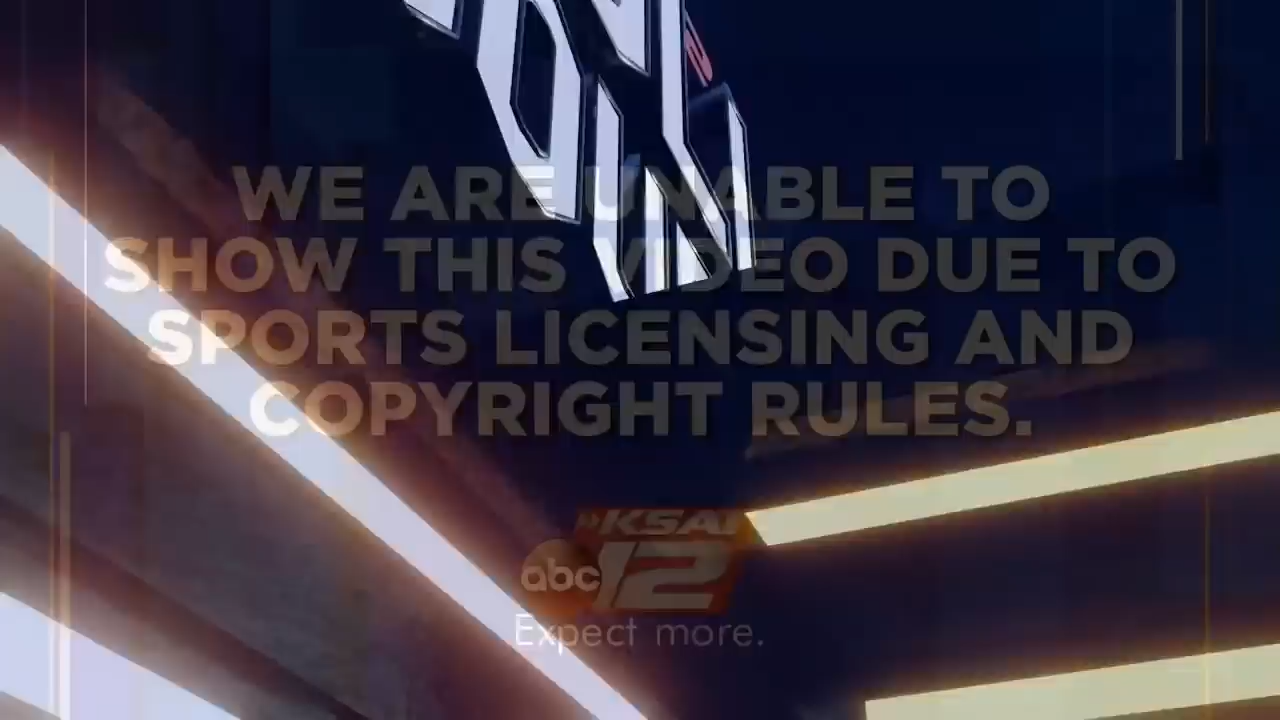 WE ARE UNABLE TO
SHOW THIS VIDEO DUE TO
SPORTS LICENSING AND
COPYRIGHT RULES.
KSAT
abc 12
Expect more.